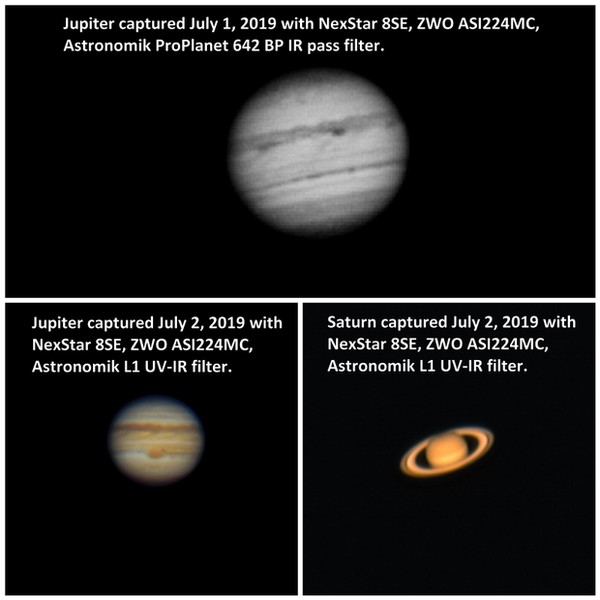 Jupiter captured July 1, 2019 with NexStar 8SE, ZWO ASI224MC,
Astronomik ProPlanet 642 BP IR pass filter.
Jupiter captured July 2, 2019 with
NexStar 8SE, ZWO ASI224MC,
Astronomik L1 UV-IR filter.
Saturn captured July 2, 2019 with
NexStar 8SE, ZWO ASI224MC,
Astronomik L1 UV-IR filter.